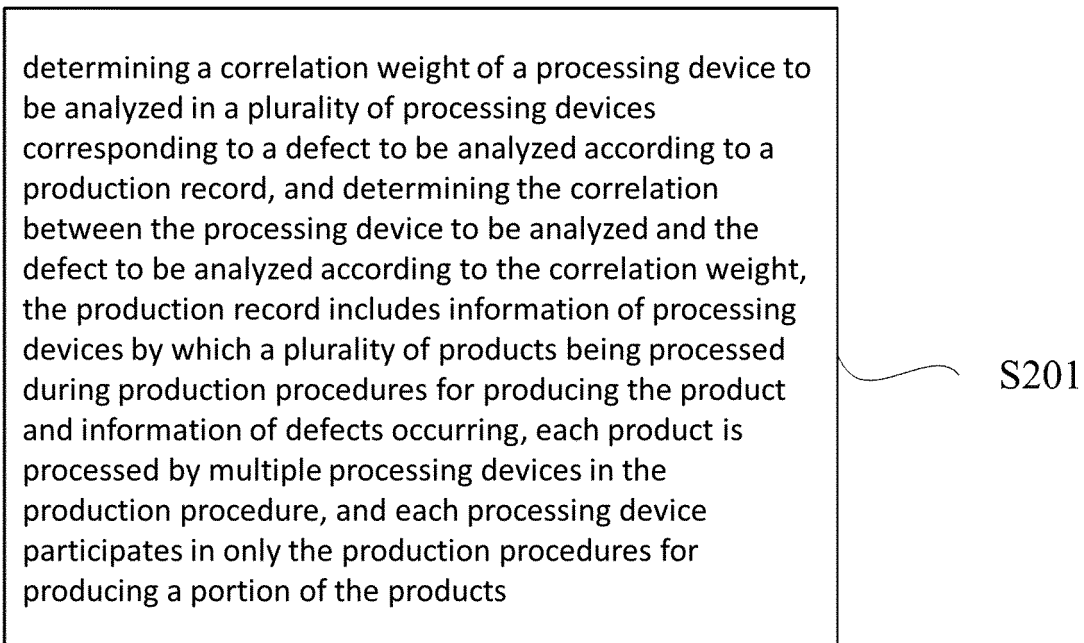 determining a correlation weight of a processing device to
be analyzed in a plurality of processing devices
corresponding to a defect to be analyzed according to a
production record, and determining the correlation
between the processing device to be analyzed and the
defect to be analyzed according to the correlation weight,
the production record includes information of processing
devices by which a plurality of products being processed
during production procedures for producing the product
and information of defects occurring, each product is
processed by multiple processing devices in the
production procedure, and each processing device
participates in only the production procedures for
producing a portion of the products
S201